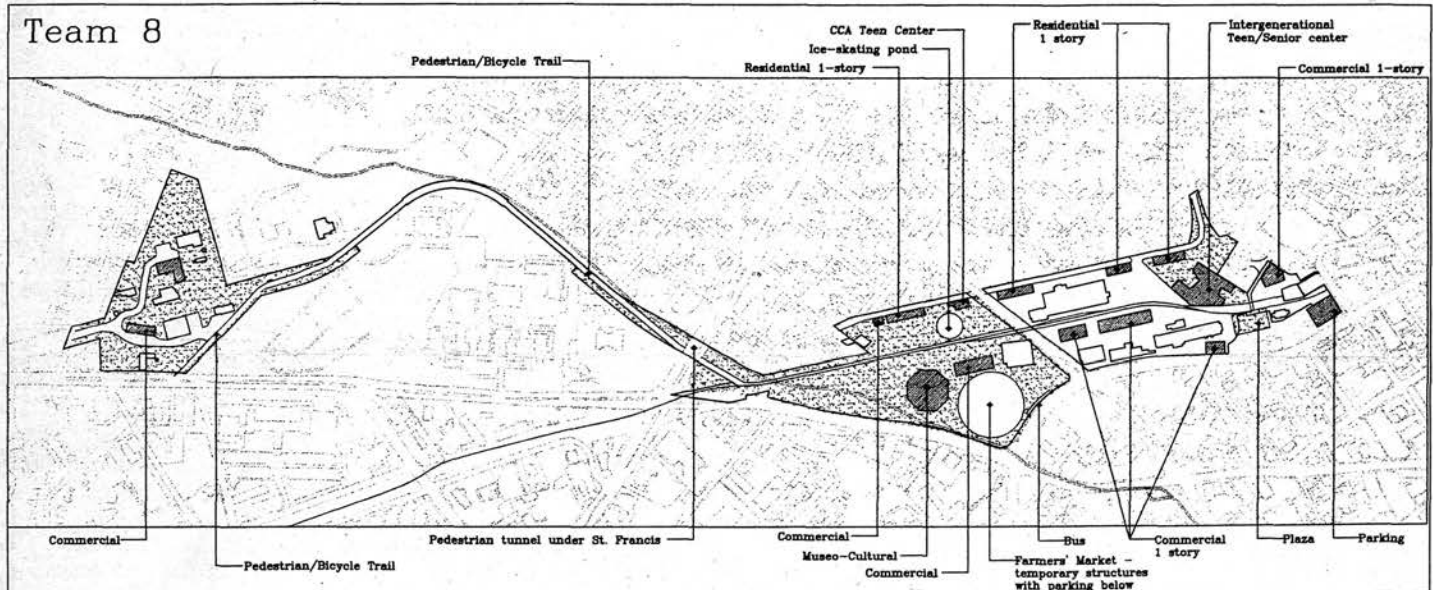 Team 8
CCA Teen Center
Ice-skating pond
Residential 1-story
Pedestrian/Bicycle Trail
Residential
1 story
Intergenerational
Teen/Senior center
Commercial 1-story
Commercial
Pedestrian/Bicycle Trail
Pedestrian tunnel under St. Francis
Commercial
Museo-Cultural
Commercial
Farmers' Market -
temporary structures
with parking below
Bus
Commercial
1 story
Plaza
Parking